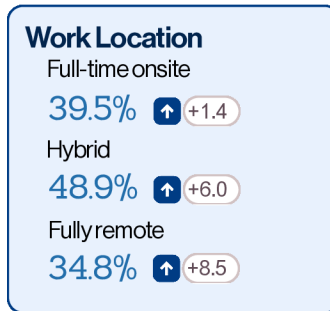 Work Location
Full-time onsite
39.5% +1.4
Hybrid
48.9% +6.0
Fully remote
34.8% +8.5